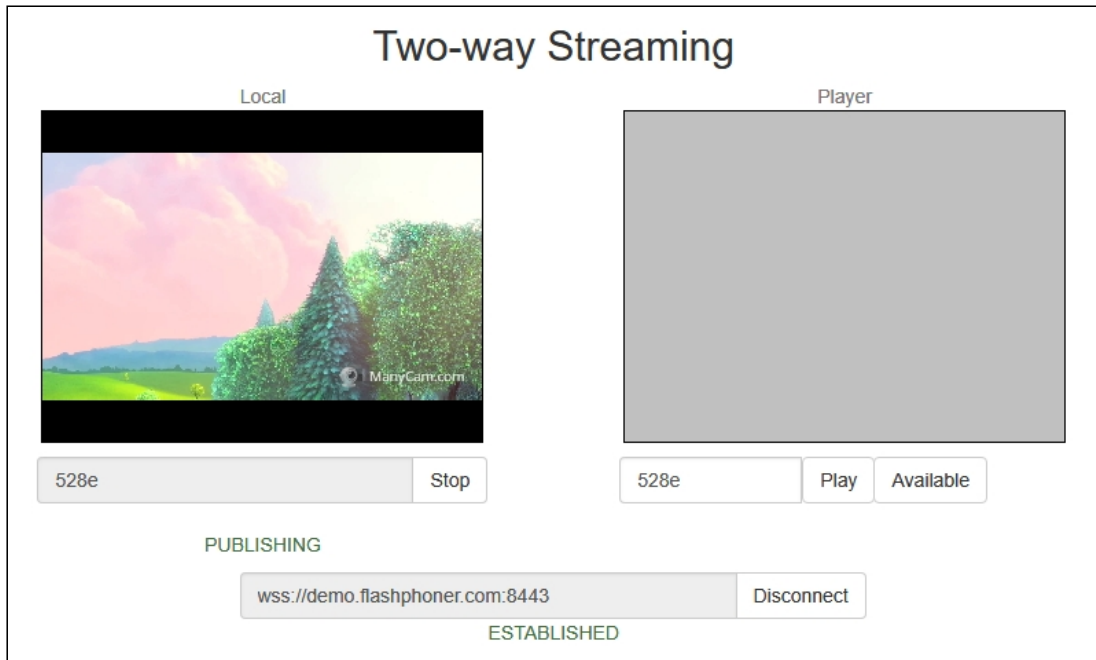 Two-way Streaming
Local
Player
ManyCam.com
528e
Stop
528e
Play
Available
PUBLISHING
wss://demo.flashphoner.com:8443
Disconnect
ESTABLISHED